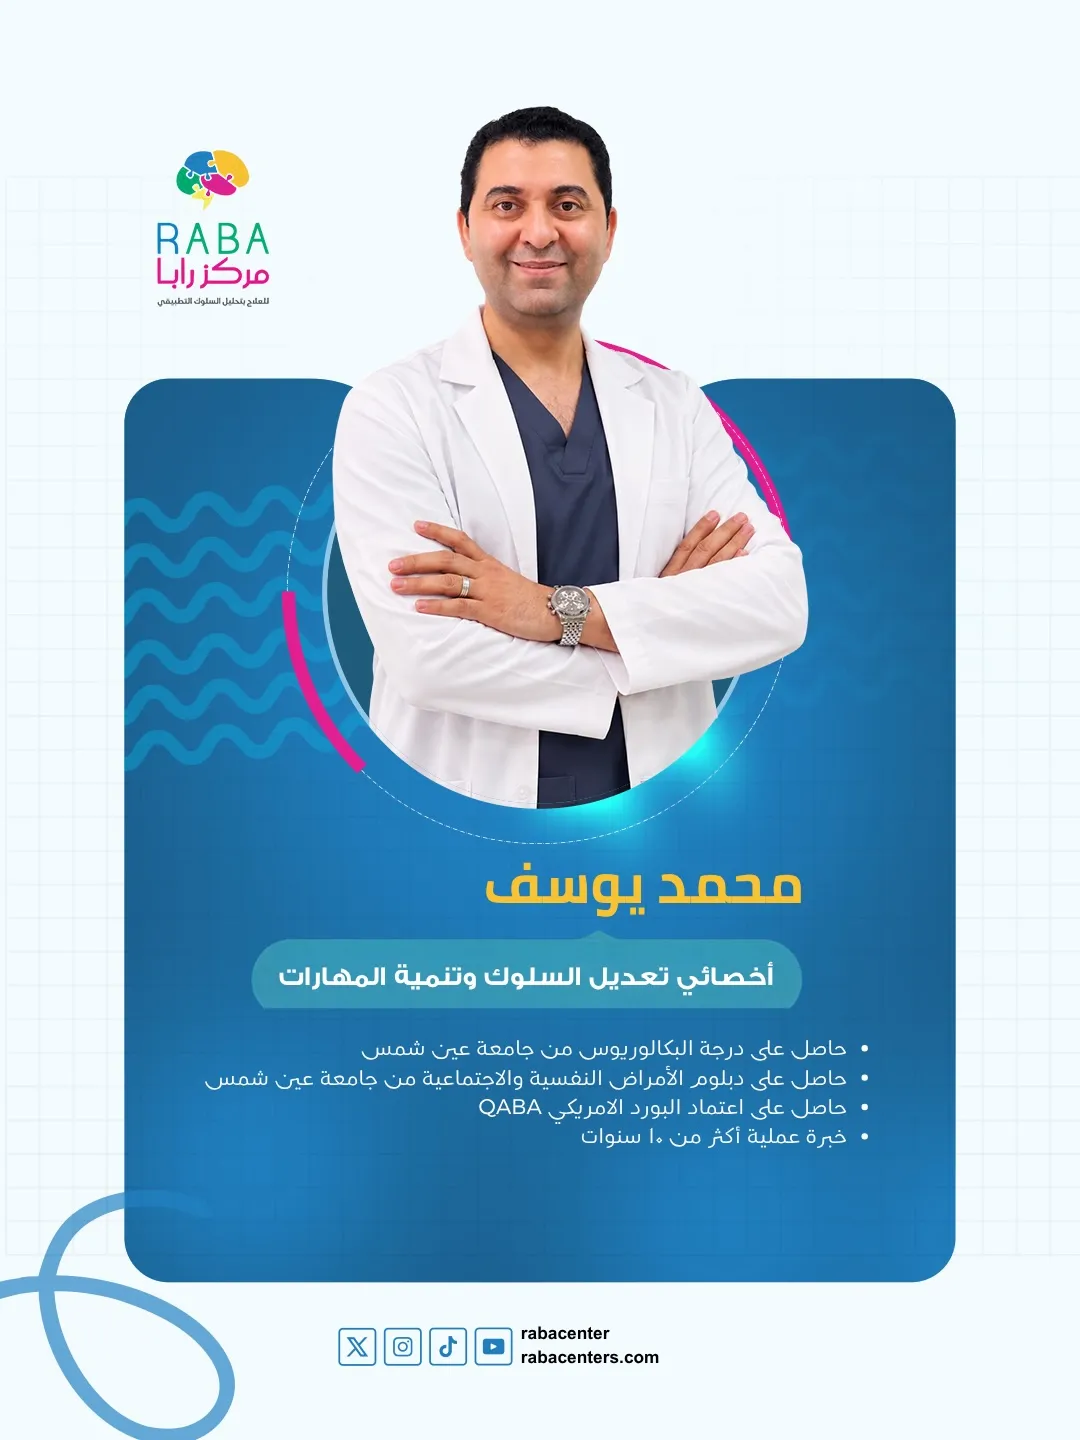 RABA
مركز رابا
للعلاج بتحليل السلوك التطبيقي
محمد يوسف
أخصائي تعديل السلوك وتنمية المهارات
• حاصل على درجة البكالوريوس من جامعة عين شمس
• حاصل على دبلوم الأمراض النفسية والاجتماعية من جامعة عين شمس
• حاصل على اعتماد البورد الامريكي QABA
• خبرة عملية أكثر من ١٠ سنوات
rabacenter
rabacenters.com